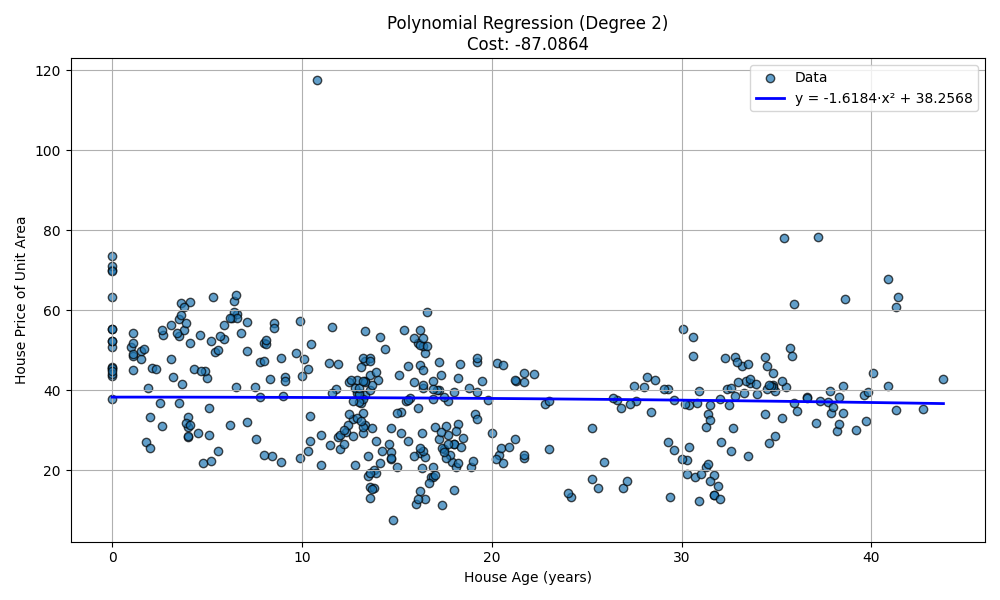 Polynomial Regression (Degree 2)
Cost: -87.0864
Data
y = -1.6184·x² + 38.2568
House Price of Unit Area
120
100
80
60
40
20
0 10 20 30 40
House Age (years)